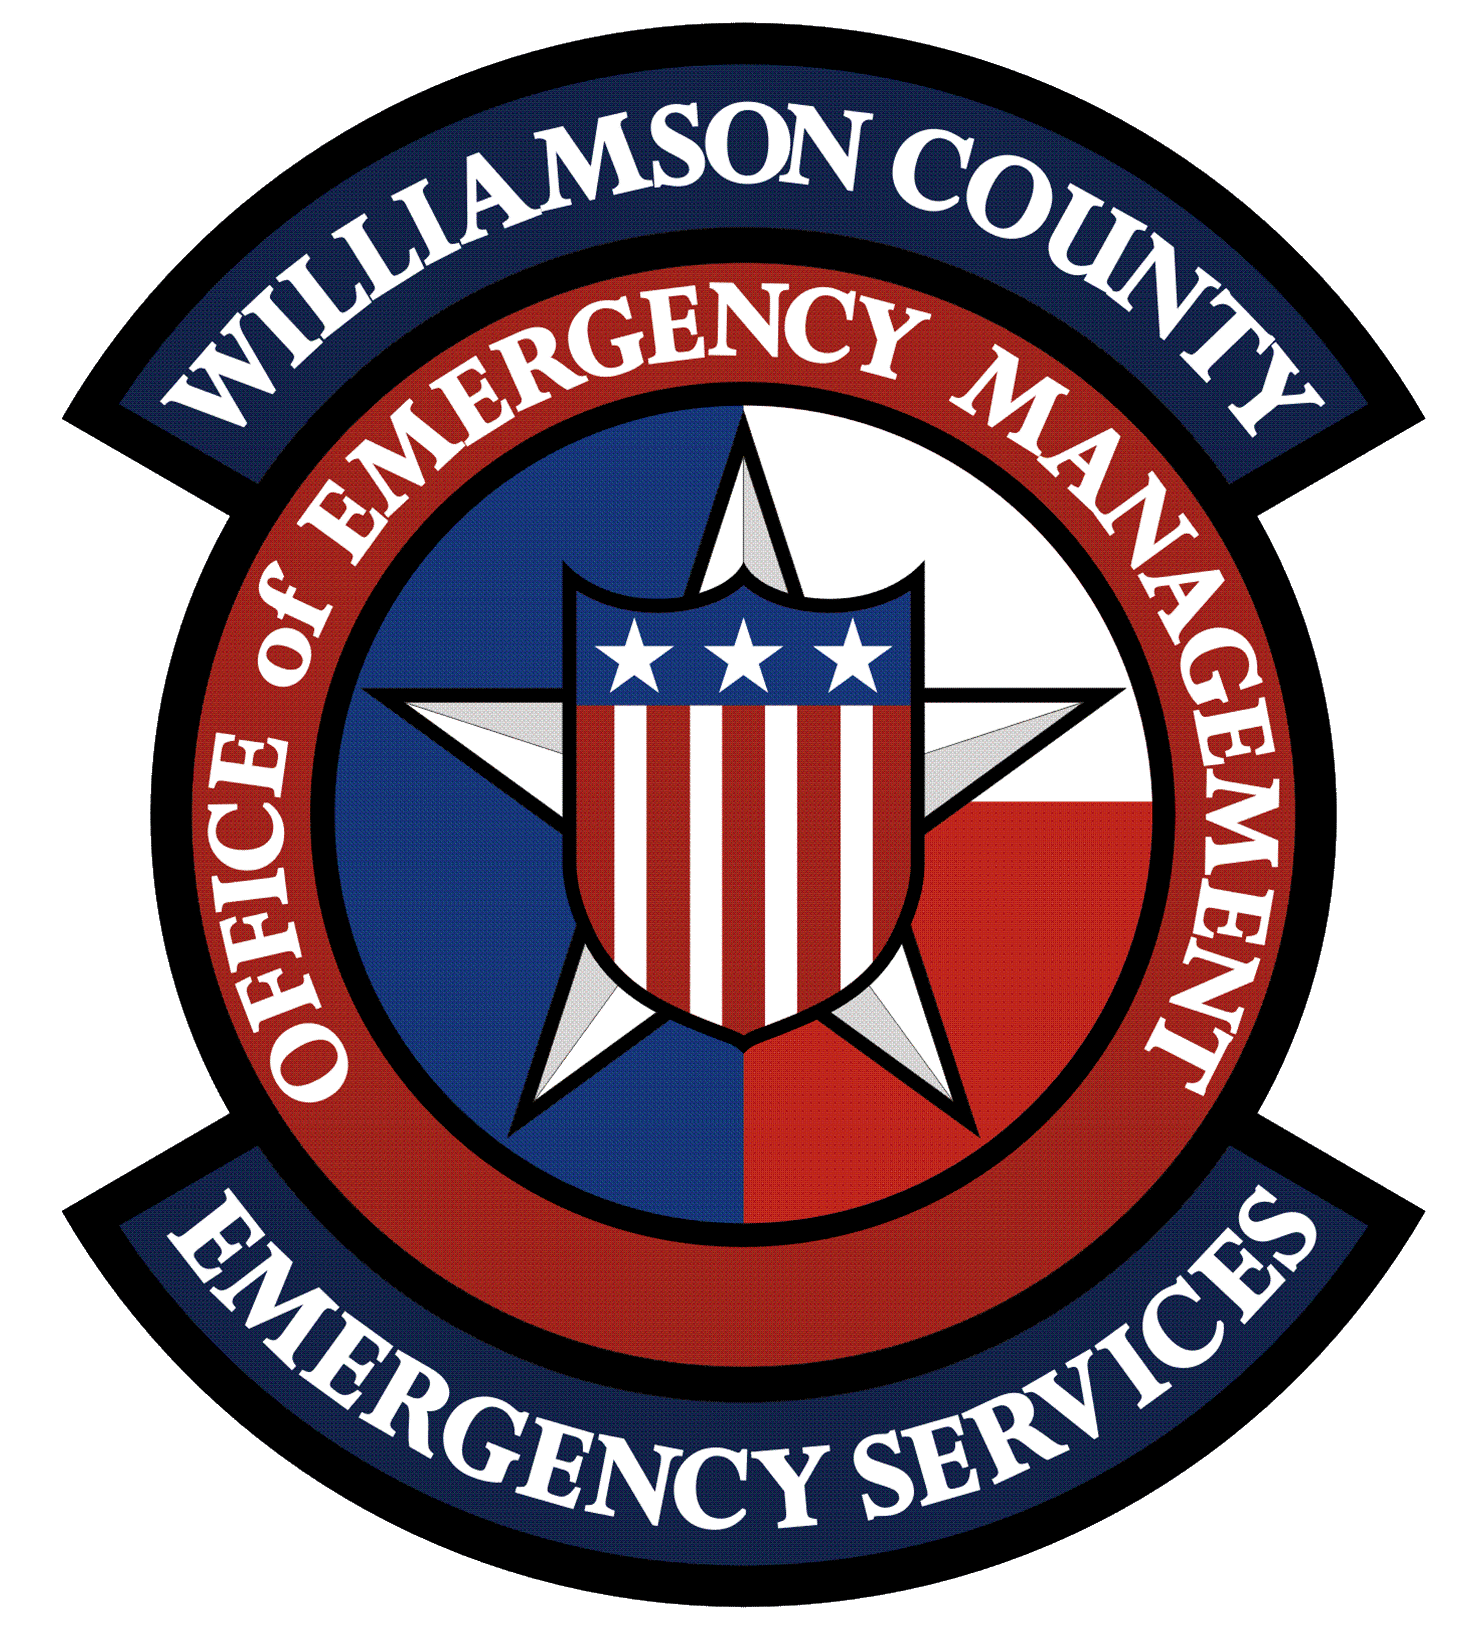 WILLIAMSON COUNTY
OFFICE of EMERGENCY MANAGEMENT
EMERGENCY SERVICES